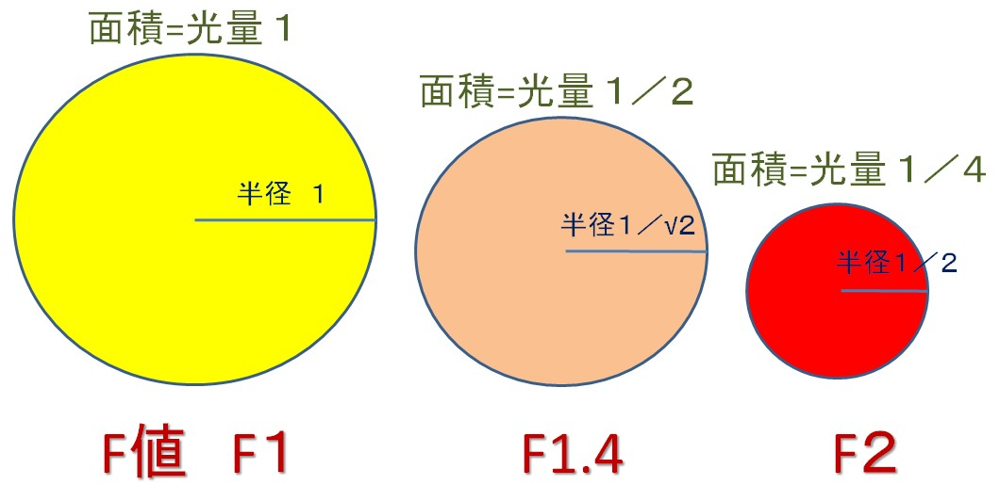 面積=光量１
半径　1
F値　F１
面積=光量１／２
半径１／√2
F1.4
面積=光量１／４
半径１／２
F２